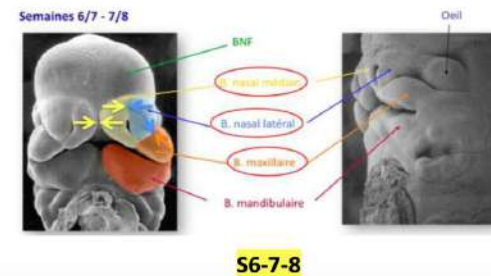 Semaines 6/7 - 7/8
Oeil
BNF
B. nasal médian
B. nasal latéral
B. maxillaire
B. mandibulaire
S6-7-8